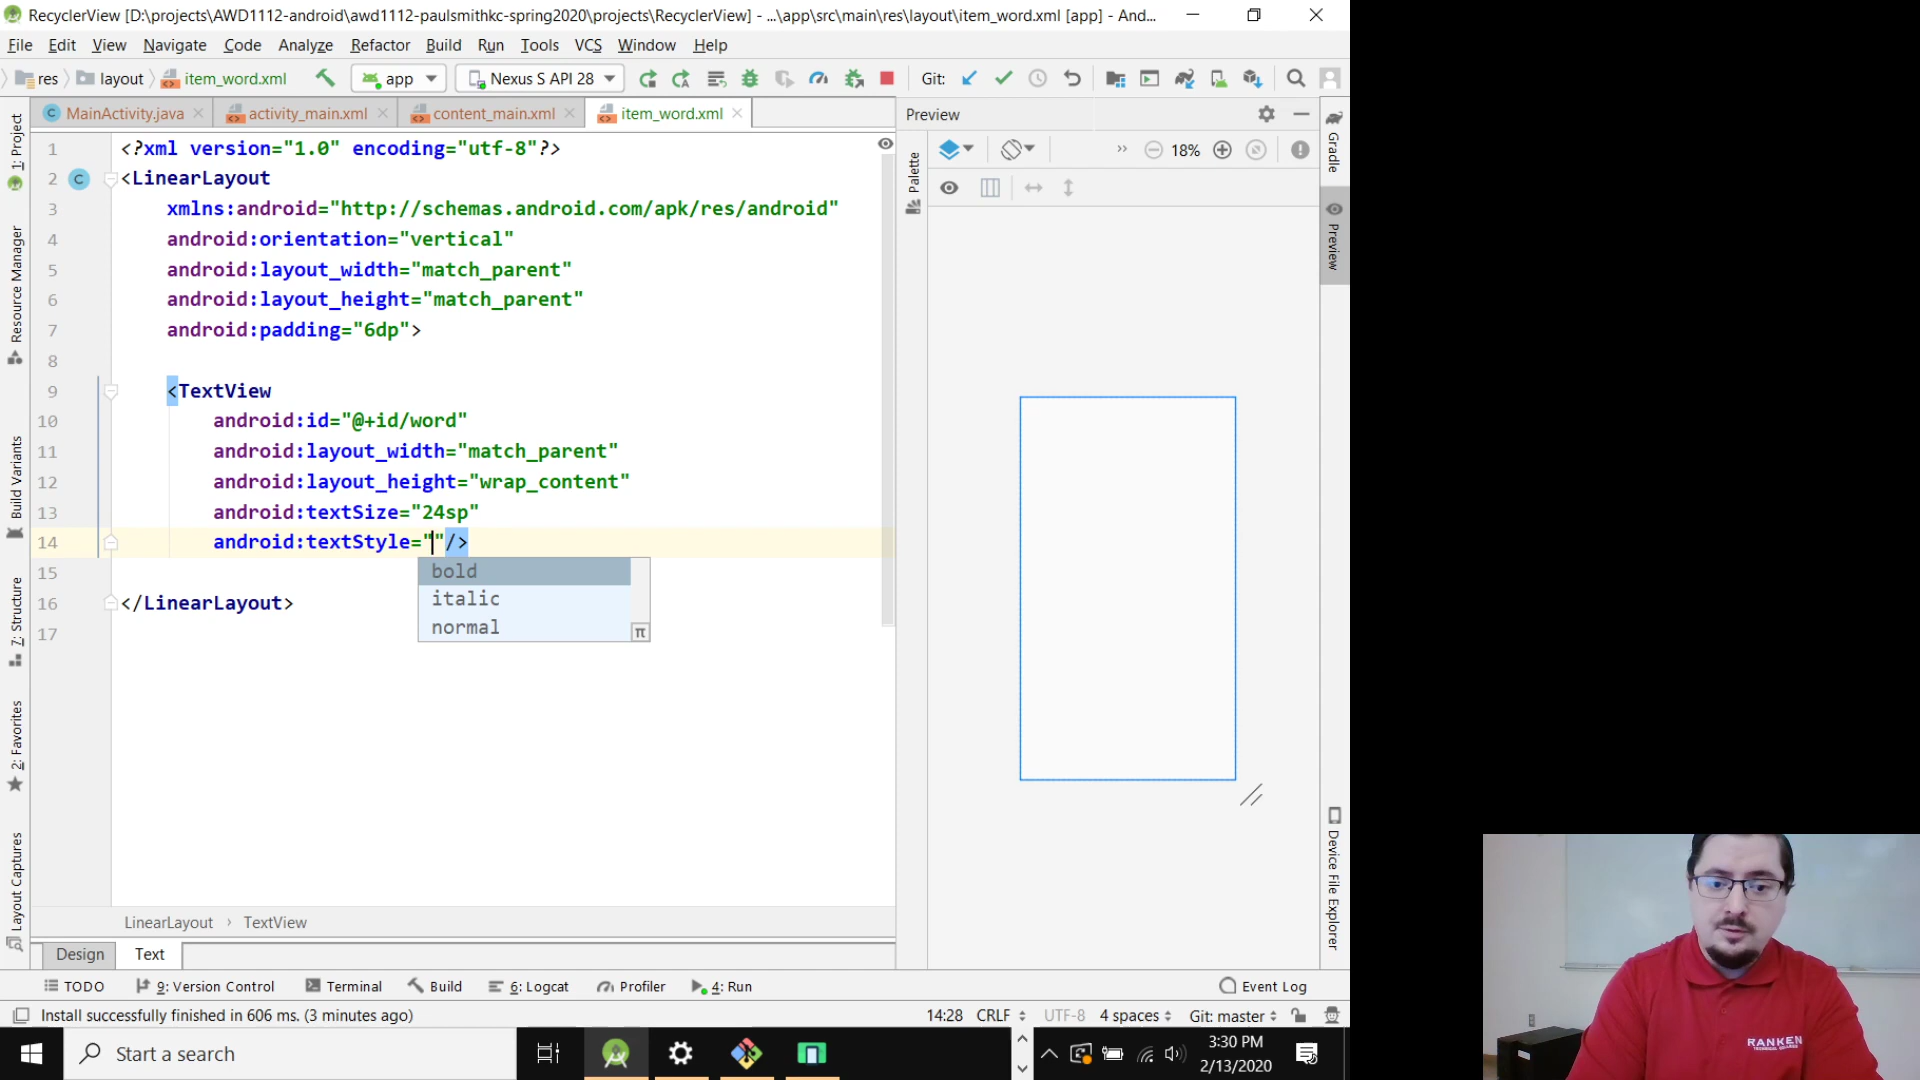 RecyclerView [D:\projects\AWD1112-android\awd1112-paulsmithkc-spring2020\projects\RecyclerView] - ...\app\src\main\res\layout\item_word.xml [app] - And...
File Edit View Navigate Code Analyze Refactor Build Run Tools VCS Window Help
res layout item_word.xml app Nexus S API 28 Git:
MainActivity.java activity_main.xml content_main.xml item_word.xml Preview
18%
1 <?xml version="1.0" encoding="utf-8"?>
2 <LinearLayout
3 xmlns:android="http://schemas.android.com/apk/res/android"
4 android:orientation="vertical"
5 android:layout_width="match_parent"
6 android:layout_height="match_parent"
7 android:padding="6dp">
8
9 <TextView
10 android:id="@+id/word"
11 android:layout_width="match_parent"
12 android:layout_height="wrap_content"
13 android:textSize="24sp"
14 android:textStyle=""/>
15
16 </LinearLayout>
17
bold
italic
normal
π
1: Project
Resource Manager
Build Variants
7: Structure
2: Favorites
Layout Captures
Palette
Gradle
Preview
Device File Explorer
LinearLayout › TextView
Design Text
TODO 9: Version Control Terminal Build 6: Logcat Profiler 4: Run Event Log
Install successfully finished in 606 ms. (3 minutes ago) 14:28 CRLF UTF-8 4 spaces Git: master
Start a search
3:30 PM
2/13/2020
RANKEN
TECHNICAL COLLEGE